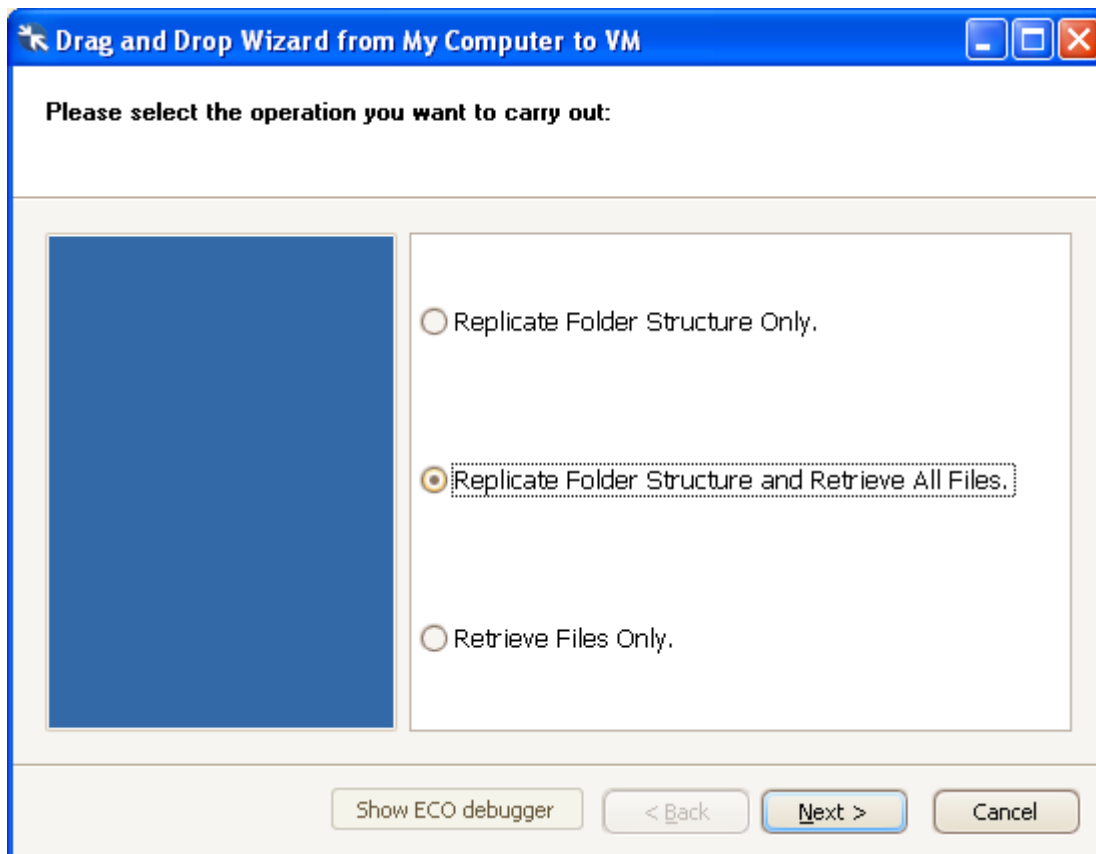 Drag and Drop Wizard from My Computer to VM
Please select the operation you want to carry out:
Replicate Folder Structure Only.
Replicate Folder Structure and Retrieve All Files.
Retrieve Files Only.
Show ECO debugger
< Back
Next >
Cancel